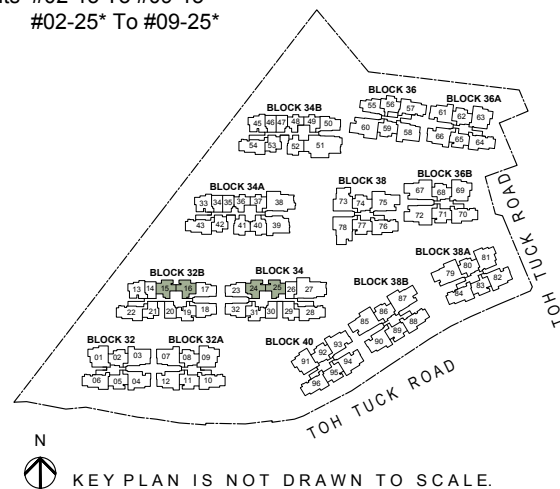 #02-25* To #09-25*
BLOCK 36
BLOCK 36A
BLOCK 34B
55 56 57
61 62 63
45 46 47 48 49 50
60 59 58
66 65 64
54 53 52 51
BLOCK 36B
BLOCK 38
BLOCK 34A
67 68 69
73 74 75
33 34 35 36 37 38
72 71 70
78 77 76
43 42 41 40 39
TOH TUCK ROAD
BLOCK 38A
79 80 81
84 83 82
BLOCK 32B
BLOCK 34
BLOCK 38B
13 14 15 16 17
23 24 25 26 27
85 86 87
22 21 20 19 18
32 31 30 29 28
90 89 88
BLOCK 32
BLOCK 32A
BLOCK 40
01 02 03
07 08 09
91 92 93
06 05 04
12 11 10
96 95 94
TOH TUCK ROAD
N
KEY PLAN IS NOT DRAWN TO SCALE.